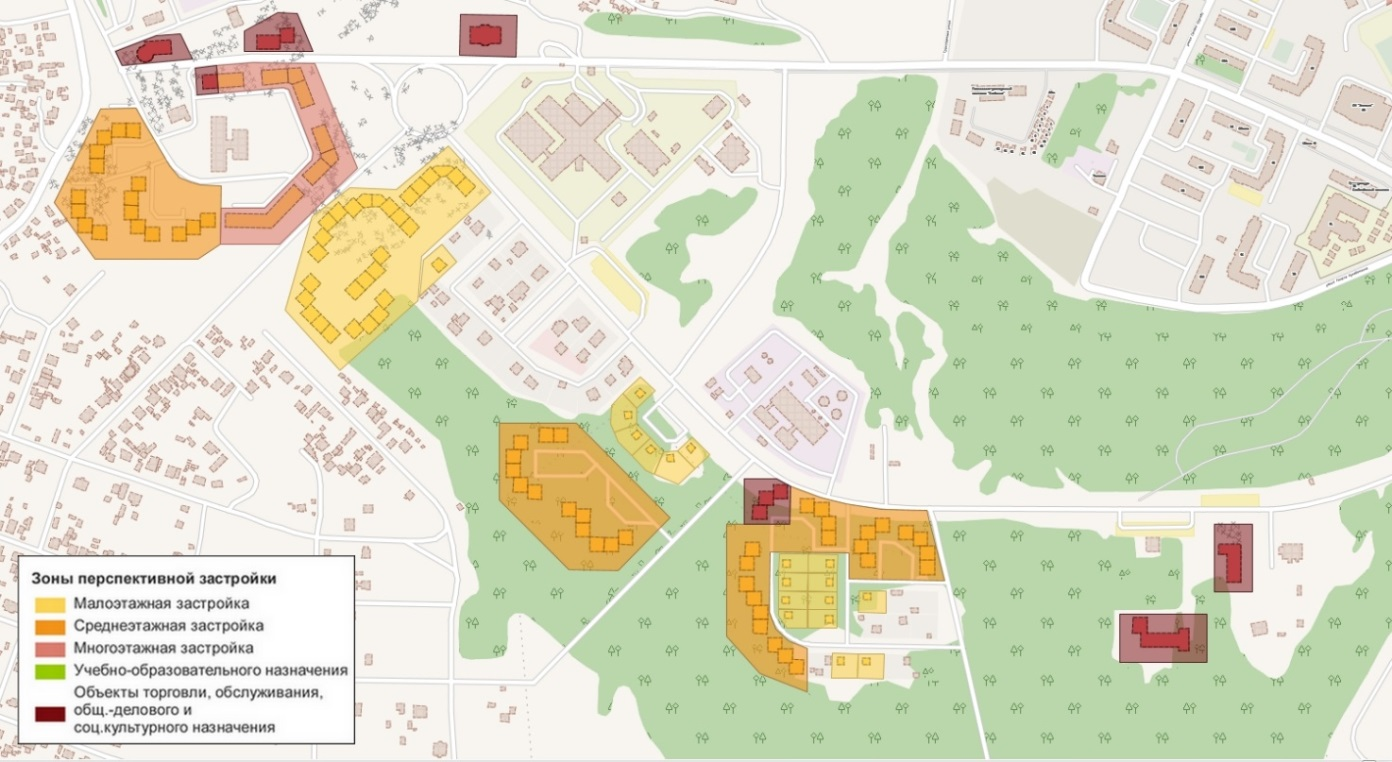 Зоны перспективной застройки
Малоэтажная застройка
Среднеэтажная застройка
Многоэтажная застройка
Учебно-образовательного назначения
Объекты торговли, обслуживания,
общ.-делового и
соц.культурного назначения